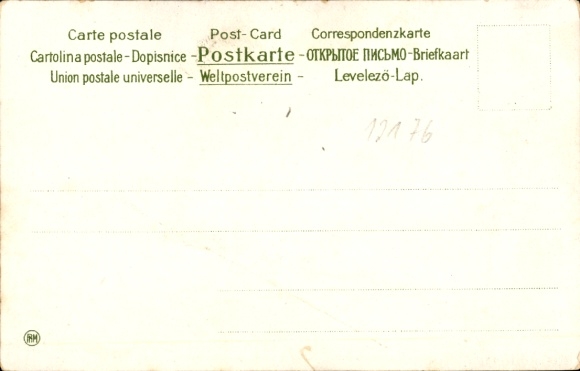 Carte postale Post-Card Correspondenzkarte
Cartolina postale - Dopisnice - Postkarte - ОТКРЫТОЕ ПИСЬМО - Briefkaart
Union postale universelle - Weltpostverein - Levelező-Lap.
12176